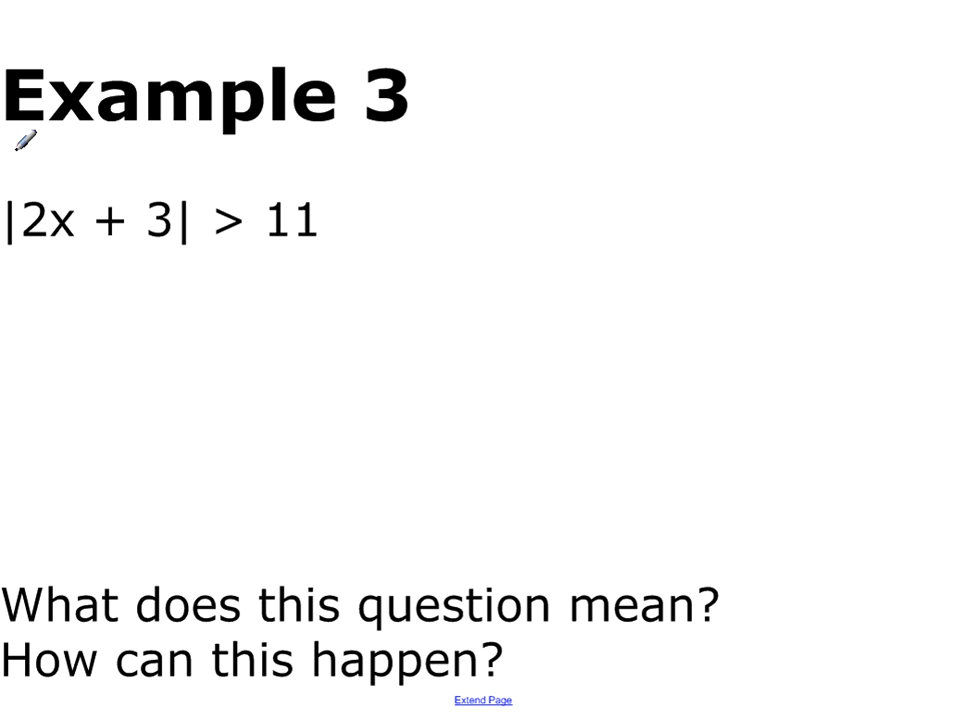 Example 3
|2x + 3| > 11
What does this question mean?
How can this happen?
Extend Page